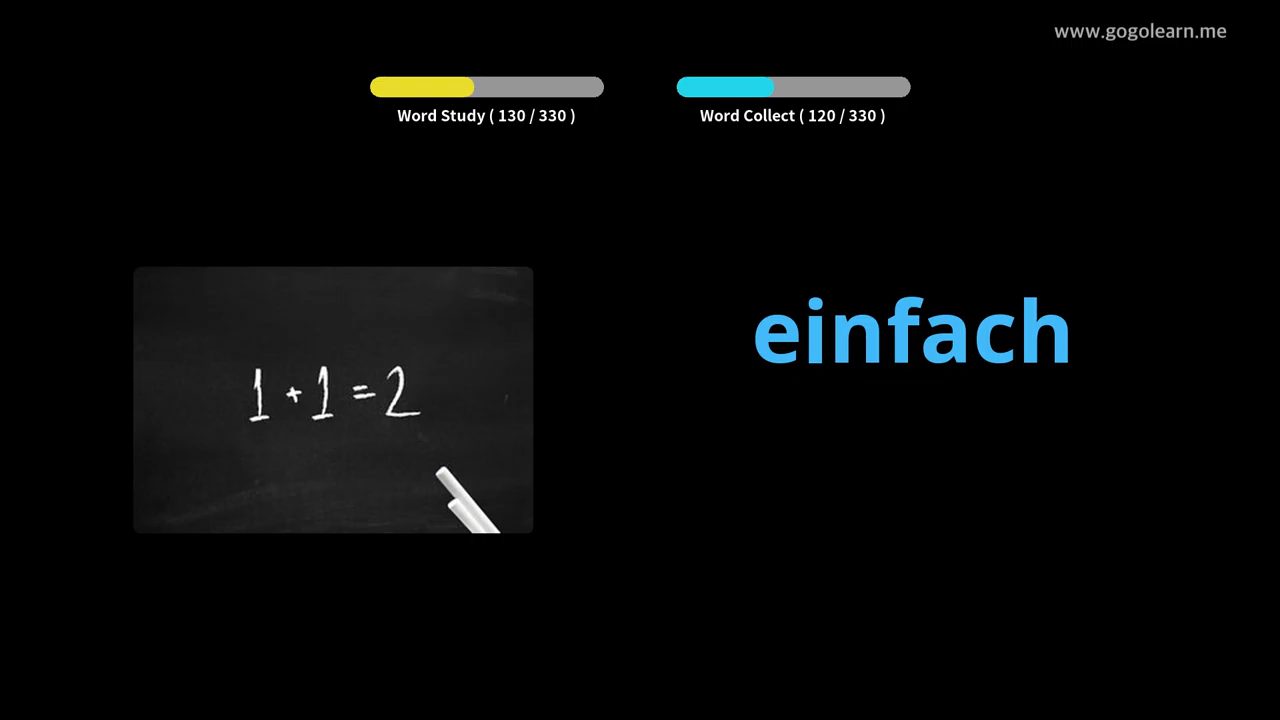 www.gogolearn.me
Word Study ( 130 / 330 )
Word Collect ( 120 / 330 )
einfach
1 + 1 = 2